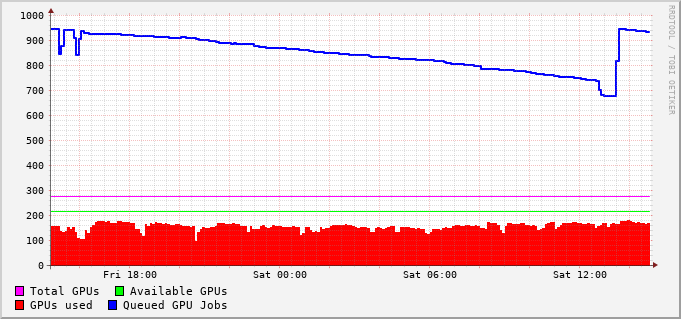 1000
900
800
700
600
500
400
300
200
100
0
Fri 18:00 Sat 00:00 Sat 06:00 Sat 12:00
Total GPUs Available GPUs
GPUs used Queued GPU Jobs
RRDTOOL / TOBI OETIKER